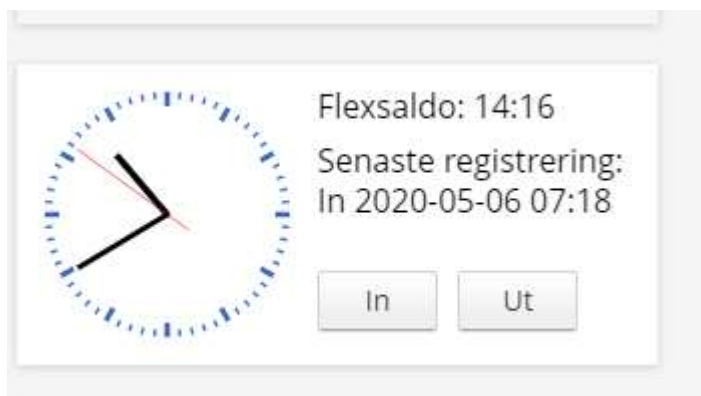 Flexsaldo: 14:16
Senaste registrering:
In 2020-05-06 07:18
In
Ut